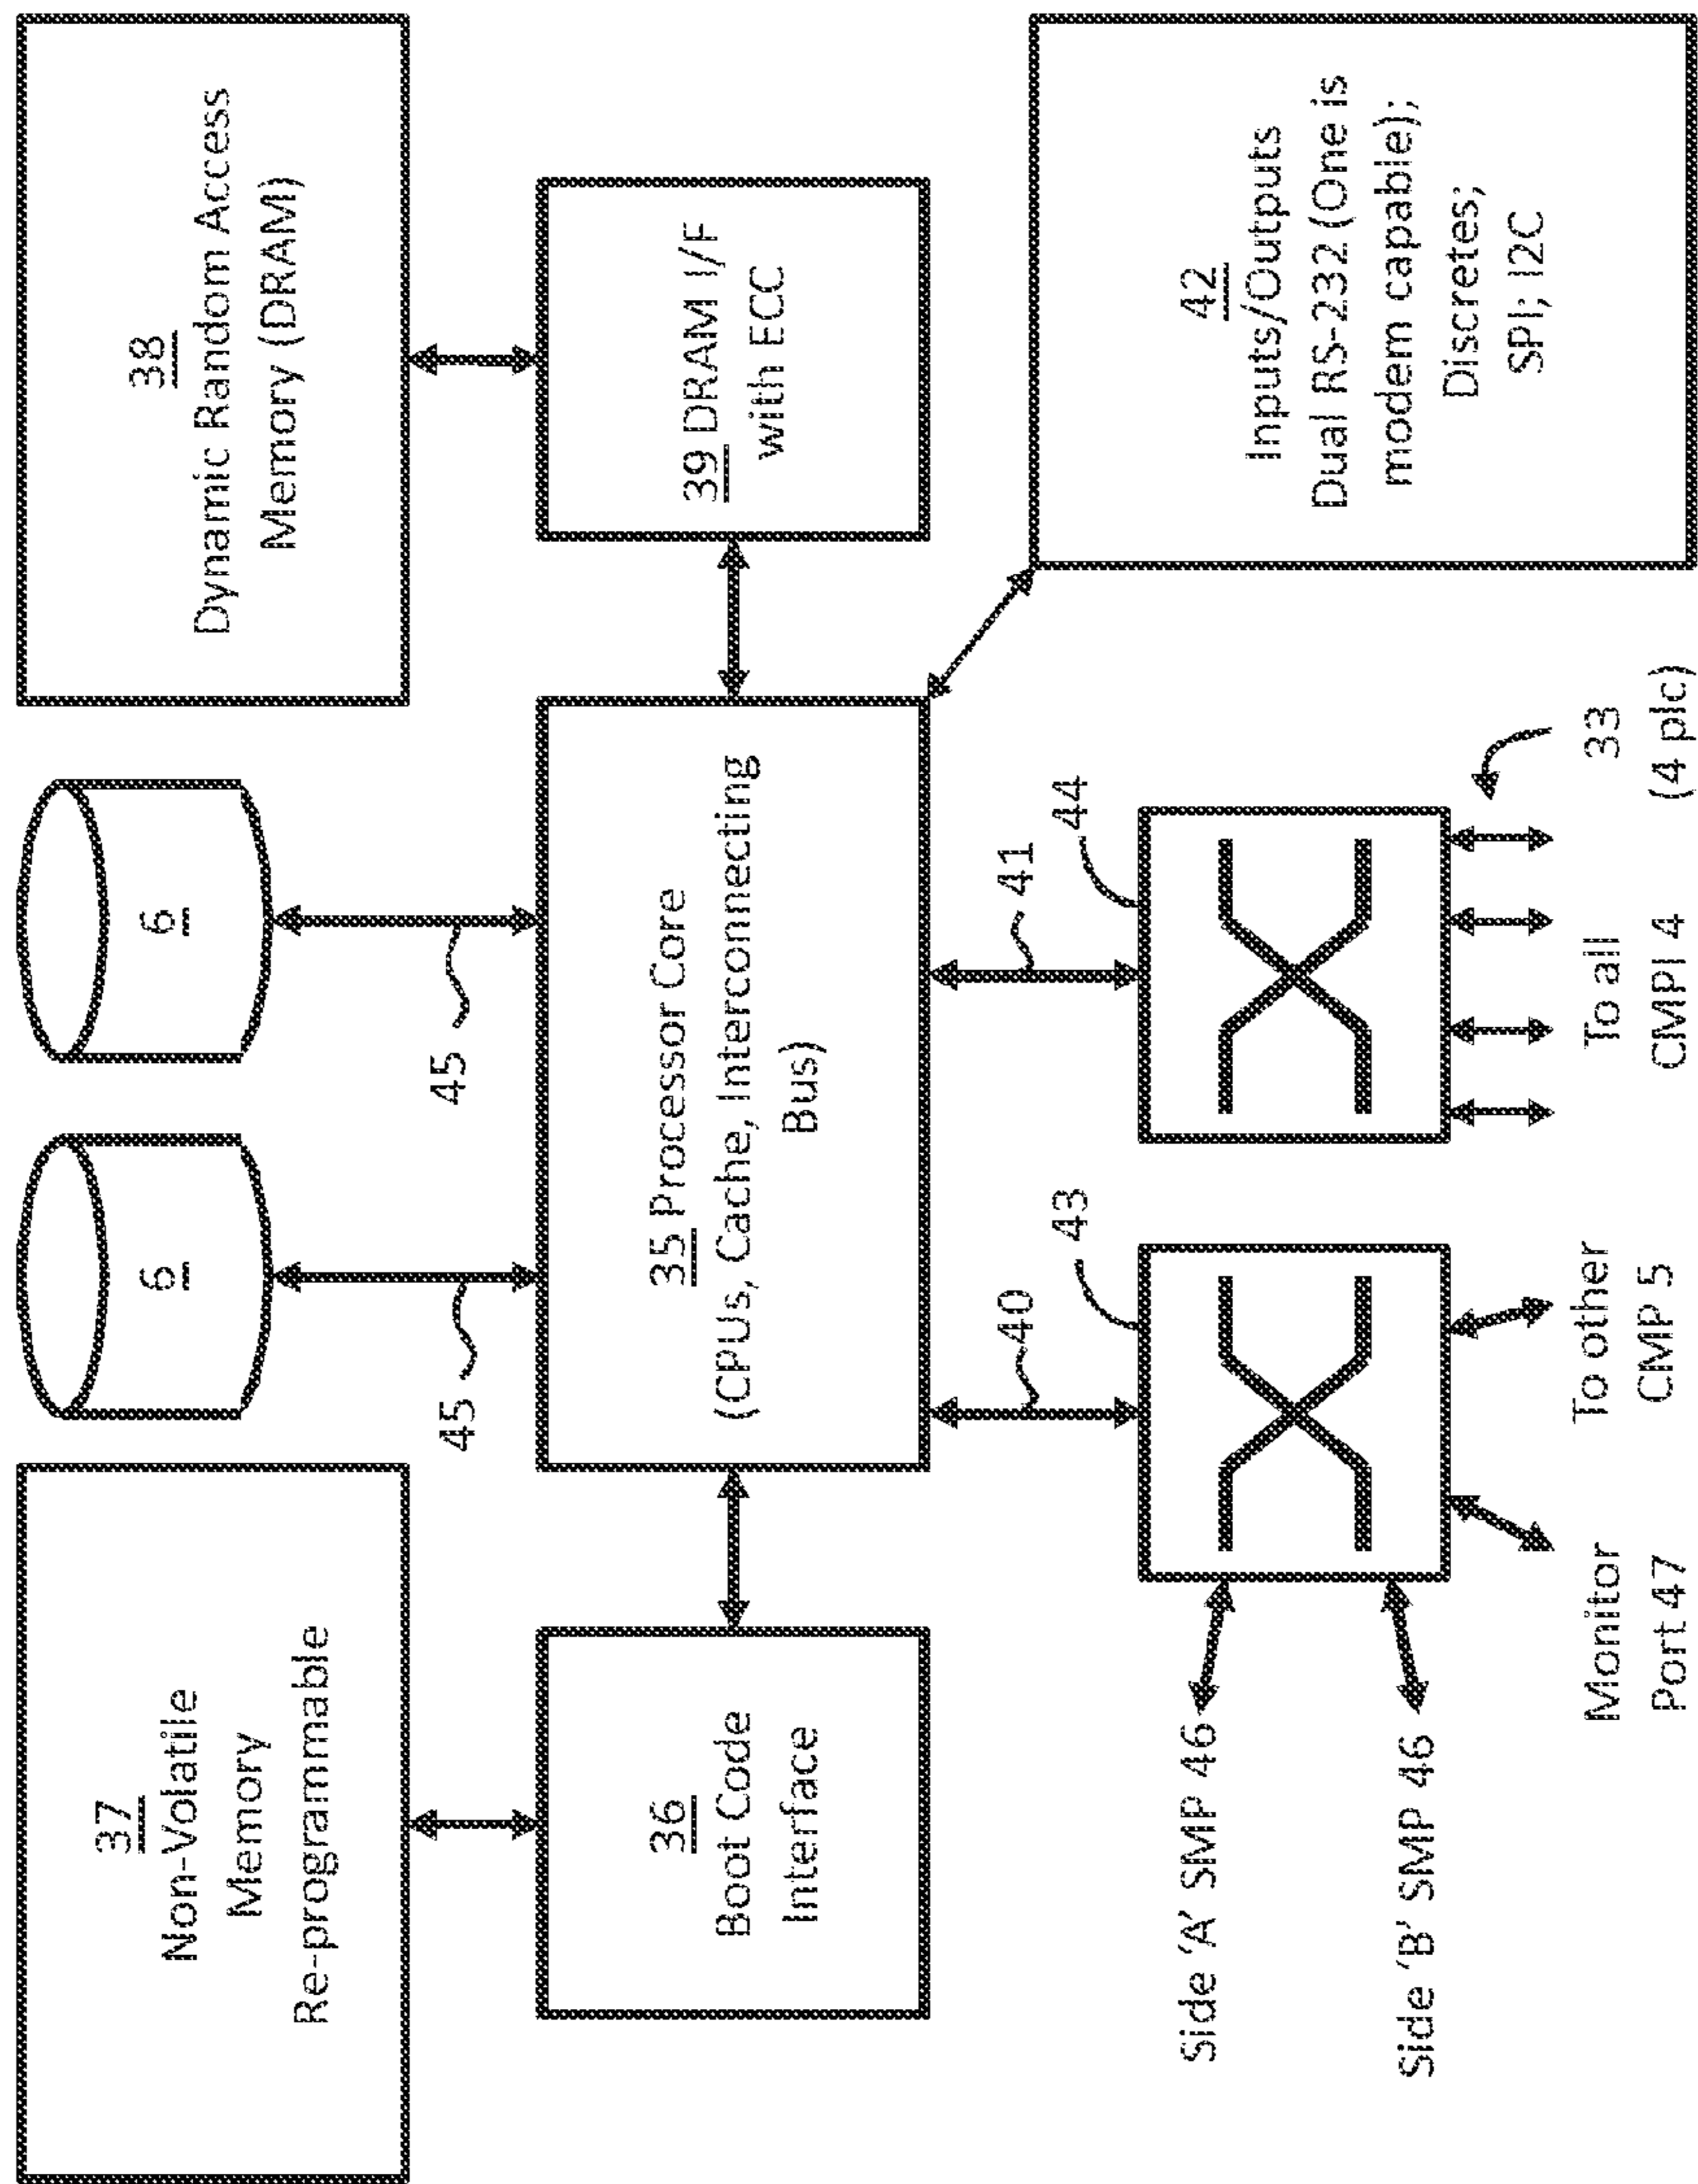 37
Non-Volatile
Memory
Re-programmable
6
6
38
Dynamic Random Access
Memory (DRAM)
45
45
36
Boot Code
Interface
35 Processor Core
(CPUs, Cache, Interconnecting
Bus)
39 DRAM I/F
with ECC
40
41
43
44
Side ‘A’ SMP 46
Side ‘B’ SMP 46
42
Inputs/Outputs
Dual RS-232 (One is
modem capable);
Discretes;
SPI; I2C
Monitor
Port 47
To other
CMP 5
To all
CMPI 4
33
(4 plc)